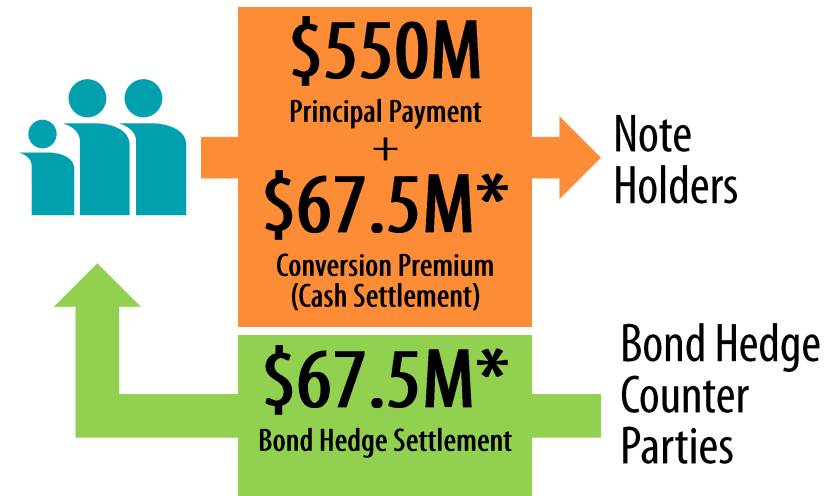 $550M
Principal Payment
+
$67.5M*
Conversion Premium
(Cash Settlement)
Note
Holders
$67.5M*
Bond Hedge Settlement
Bond Hedge
Counter
Parties